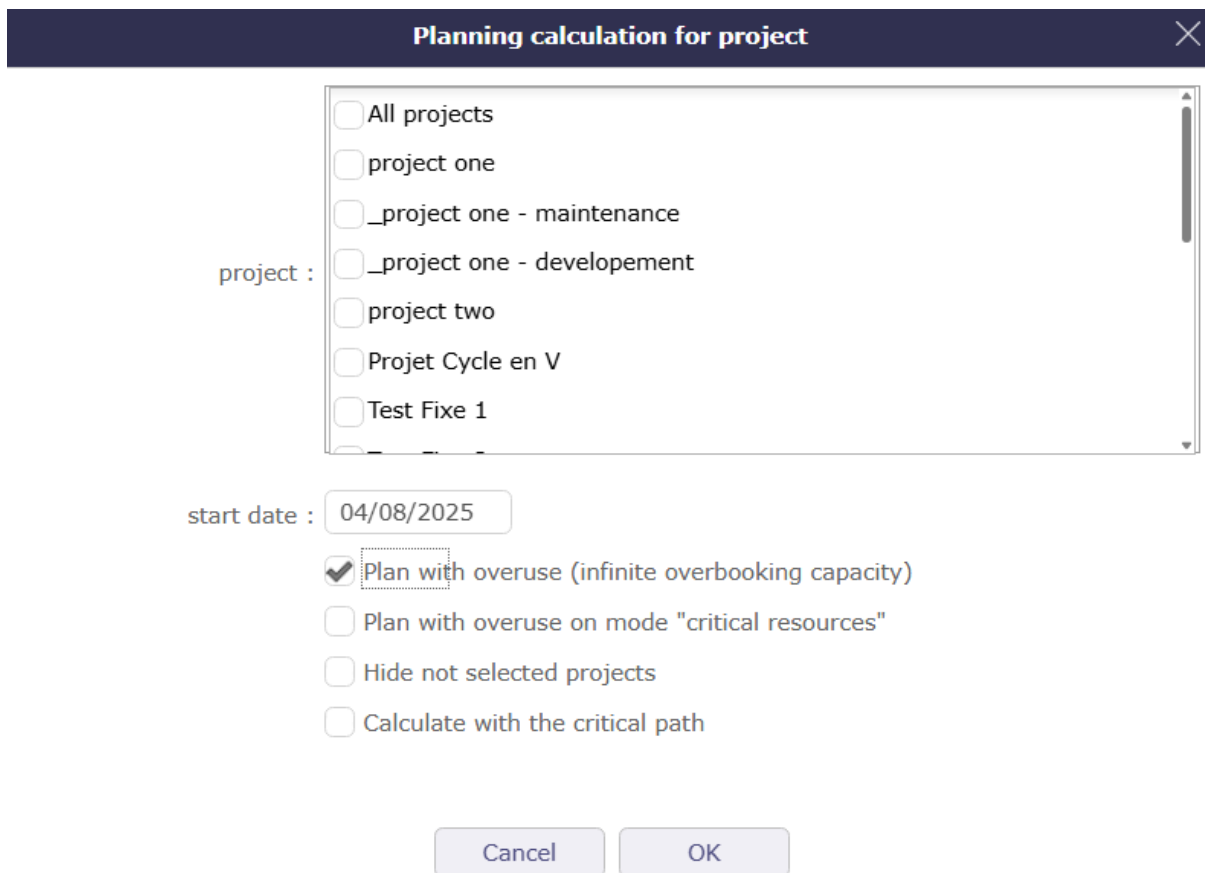 Planning calculation for project
All projects
project one
_project one - maintenance
project :
_project one - developement
project two
Projet Cycle en V
Test Fixe 1
start date :
04/08/2025
Plan with overuse (infinite overbooking capacity)
Plan with overuse on mode "critical resources"
Hide not selected projects
Calculate with the critical path
Cancel
OK